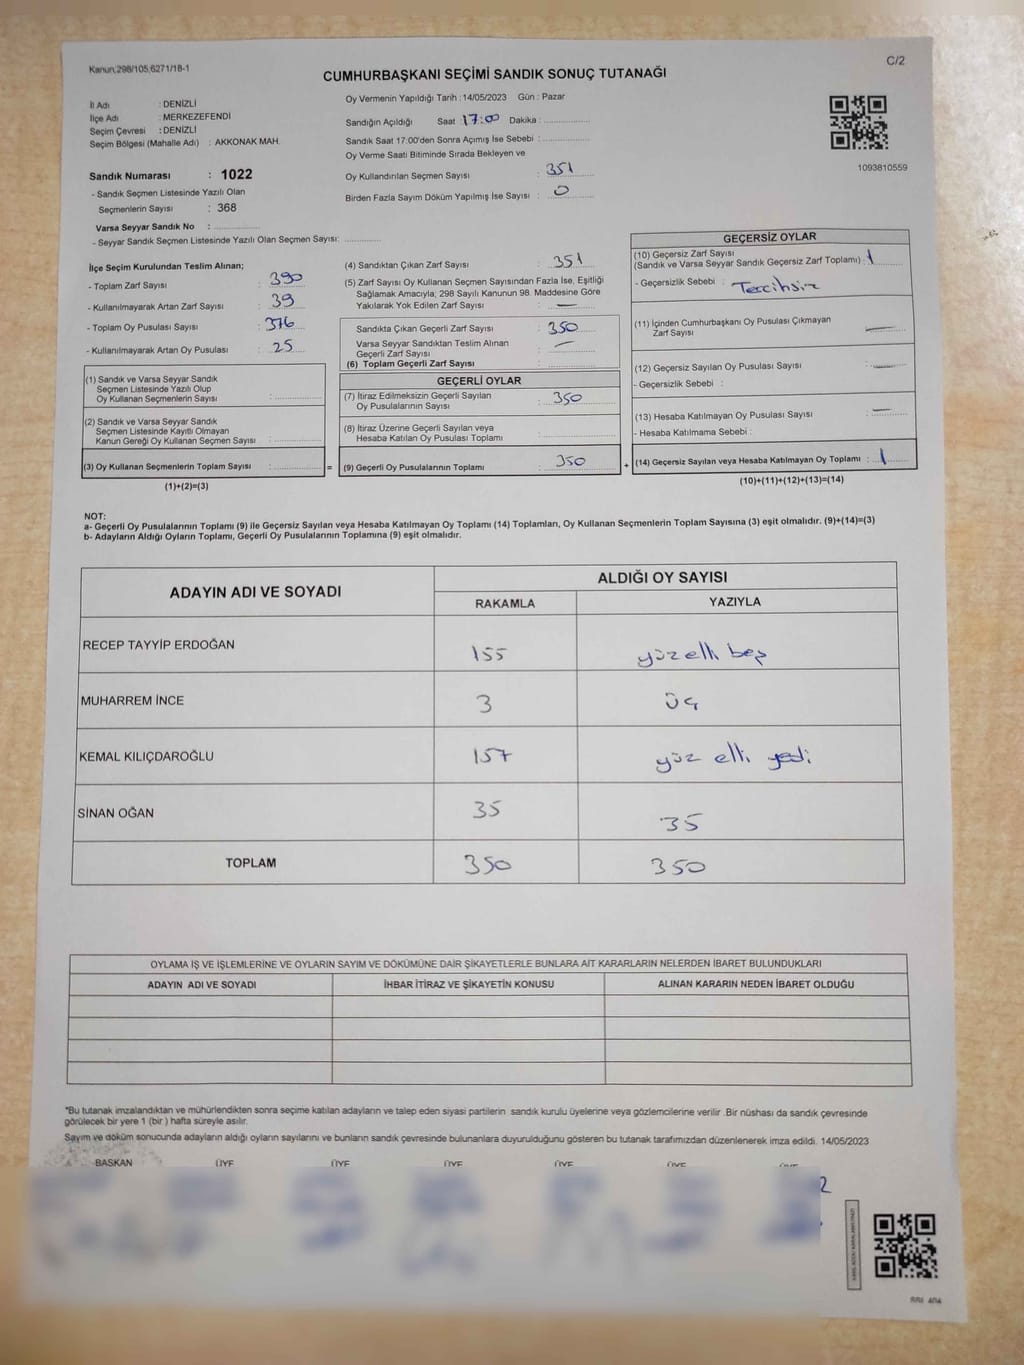 Kanun;298/105;6271/18-1
C/2
CUMHURBAŞKANI SEÇİMİ SANDIK SONUÇ TUTANAĞI
İl Adı : DENİZLİ
İlçe Adı : MERKEZEFENDİ
Seçim Çevresi : DENİZLİ
Seçim Bölgesi (Mahalle Adı) : AKKONAK MAH.
Sandık Numarası : 1022
- Sandık Seçmen Listesinde Yazılı Olan
Seçmenlerin Sayısı : 368
Varsa Seyyar Sandık No :
- Seyyar Sandık Seçmen Listesinde Yazılı Olan Seçmen Sayısı:
Oy Vermenin Yapıldığı Tarih : 14/05/2023 Gün : Pazar
Sandığın Açıldığı Saat : 17:00 Dakika :
Sandık Saat 17:00'den Sonra Açımış İse Sebebi :
Oy Verme Saati Bitiminde Sırada Bekleyen ve
Oy Kullandırılan Seçmen Sayısı : 351
Birden Fazla Sayım Döküm Yapılmış İse Sayısı : 0
1093810559
İlçe Seçim Kurulundan Teslim Alınan;
- Toplam Zarf Sayısı : 390
- Kullanılmayarak Artan Zarf Sayısı : 39
- Toplam Oy Pusulası Sayısı : 376
- Kullanılmayarak Artan Oy Pusulası : 25
(1) Sandık ve Varsa Seyyar Sandık
Seçmen Listesinde Yazılı Olup
Oy Kullanan Seçmenlerin Sayısı :
(2) Sandık ve Varsa Seyyar Sandık
Seçmen Listesinde Kayıtlı Olmayan
Kanun Gereği Oy Kullanan Seçmen Sayısı :
(3) Oy Kullanan Seçmenlerin Toplam Sayısı : =
(1)+(2)=(3)
(4) Sandıktan Çıkan Zarf Sayısı : 351
(5) Zarf Sayısı Oy Kullanan Seçmen Sayısından Fazla İse, Eşitliği
Sağlamak Amacıyla; 298 Sayılı Kanunun 98. Maddesine Göre
Yakılarak Yok Edilen Zarf Sayısı : —
Sandıkta Çıkan Geçerli Zarf Sayısı : 350
Varsa Seyyar Sandıktan Teslim Alınan
Geçerli Zarf Sayısı : —
(6) Toplam Geçerli Zarf Sayısı :
GEÇERLİ OYLAR
(7) İtiraz Edilmeksizin Geçerli Sayılan
Oy Pusulalarının Sayısı : 350
(8) İtiraz Üzerine Geçerli Sayılan veya
Hesaba Katılan Oy Pusulası Toplamı :
(9) Geçerli Oy Pusulalarının Toplamı : 350 +
GEÇERSİZ OYLAR
(10) Geçersiz Zarf Sayısı
(Sandık ve Varsa Seyyar Sandık Geçersiz Zarf Toplamı) : 1
- Geçersizlik Sebebi : Tercihsiz
(11) İçinden Cumhurbaşkanı Oy Pusulası Çıkmayan
Zarf Sayısı : —
(12) Geçersiz Sayılan Oy Pusulası Sayısı : —
- Geçersizlik Sebebi :
(13) Hesaba Katılmayan Oy Pusulası Sayısı : —
- Hesaba Katılmama Sebebi :
(14) Geçersiz Sayılan veya Hesaba Katılmayan Oy Toplamı : 1
(10)+(11)+(12)+(13)=(14)
NOT:
a- Geçerli Oy Pusulalarının Toplamı (9) ile Geçersiz Sayılan veya Hesaba Katılmayan Oy Toplamı (14) Toplamları, Oy Kullanan Seçmenlerin Toplam Sayısına (3) eşit olmalıdır. (9)+(14)=(3)
b- Adayların Aldığı Oyların Toplamı, Geçerli Oy Pusulalarının Toplamına (9) eşit olmalıdır.
ADAYIN ADI VE SOYADI ALDIĞI OY SAYISI
RAKAMLA YAZIYLA
RECEP TAYYİP ERDOĞAN 155 yüz elli beş
MUHARREM İNCE 3 üç
KEMAL KILIÇDAROĞLU 157 yüz elli yedi
SİNAN OĞAN 35 35
TOPLAM 350 350
OYLAMA İŞ VE İŞLEMLERİNE VE OYLARIN SAYIM VE DÖKÜMÜNE DAİR ŞİKAYETLERLE BUNLARA AİT KARARLARIN NELERDEN İBARET BULUNDUKLARI
ADAYIN ADI VE SOYADI İHBAR İTİRAZ VE ŞİKAYETİN KONUSU ALINAN KARARIN NEDEN İBARET OLDUĞU
*Bu tutanak imzalandıktan ve mühürlendikten sonra seçime katılan adayların ve talep eden siyasi partilerin sandık kurulu üyelerine veya gözlemcilerine verilir .Bir nüshası da sandık çevresinde
görülecek bir yere 1 (bir ) hafta süreyle asılır.
Sayım ve döküm sonucunda adayların aldığı oyların sayılarını ve bunların sandık çevresinde bulunanlara duyurulduğunu gösteren bu tutanak tarafımızdan düzenlenerek imza edildi. 14/05/2023
BAŞKAN ÜYE ÜYE ÜYE ÜYE ÜYE ÜYE